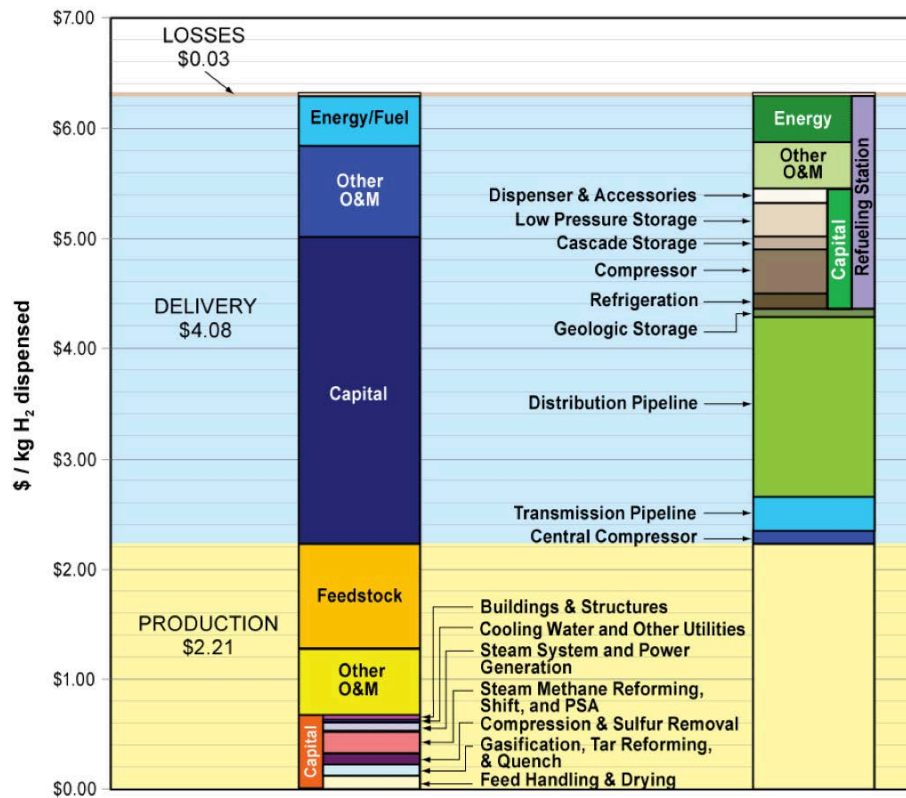 $7.00
$6.00
$5.00
$4.00
$3.00
$2.00
$1.00
$0.00
$ / kg H₂ dispensed
LOSSES
$0.03
DELIVERY
$4.08
PRODUCTION
$2.21
Energy/Fuel
Other
O&M
Capital
Feedstock
Other
O&M
Capital
Energy
Other
O&M
Capital
Refueling Station
Dispenser & Accessories
Low Pressure Storage
Cascade Storage
Compressor
Refrigeration
Geologic Storage
Distribution Pipeline
Transmission Pipeline
Central Compressor
Buildings & Structures
Cooling Water and Other Utilities
Steam System and Power
Generation
Steam Methane Reforming,
Shift, and PSA
Compression & Sulfur Removal
Gasification, Tar Reforming,
& Quench
Feed Handling & Drying